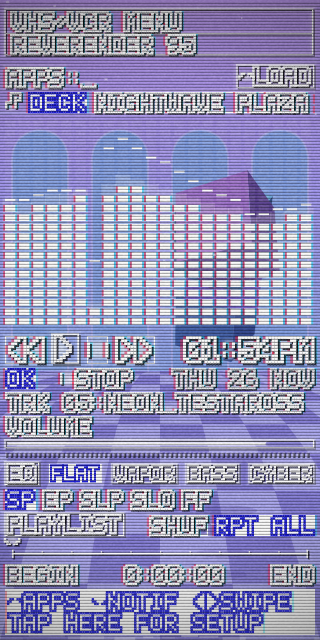 VHS/VCR MENU
REWERENDER '95
APPS::_ LOAD
DECK NIGHTWAVE PLAZA
01:54PM
OK STOP THU 26 NOV
TRK 05:NEON_TESTAROSS
VOLUME
EQ FLAT VAPOR BASS CYBER
SP EP SLP SLO FF
PLAYLIST SHUF RPT ALL
BEGIN 0:00:00 END
APPS NOTIF SWIPE
TAP HERE FOR SETUP